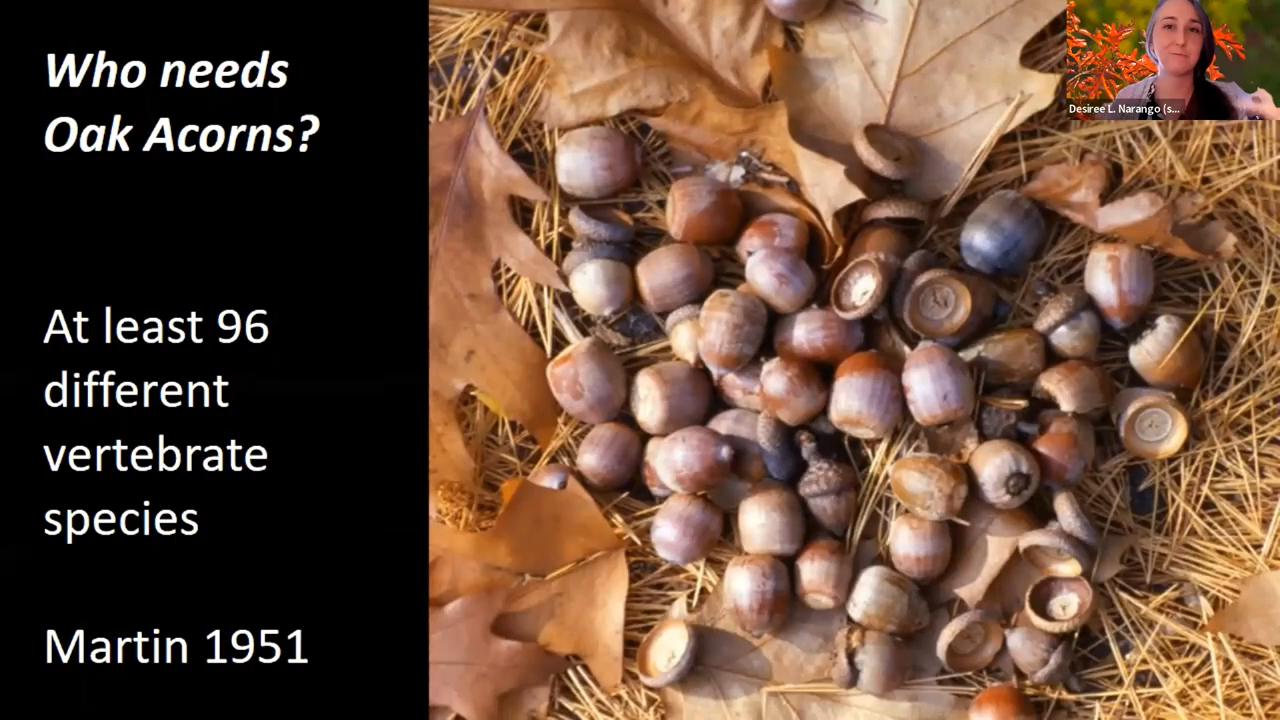 Who needs
Oak Acorns?
At least 96
different
vertebrate
species
Martin 1951
Desiree L. Narango (s...